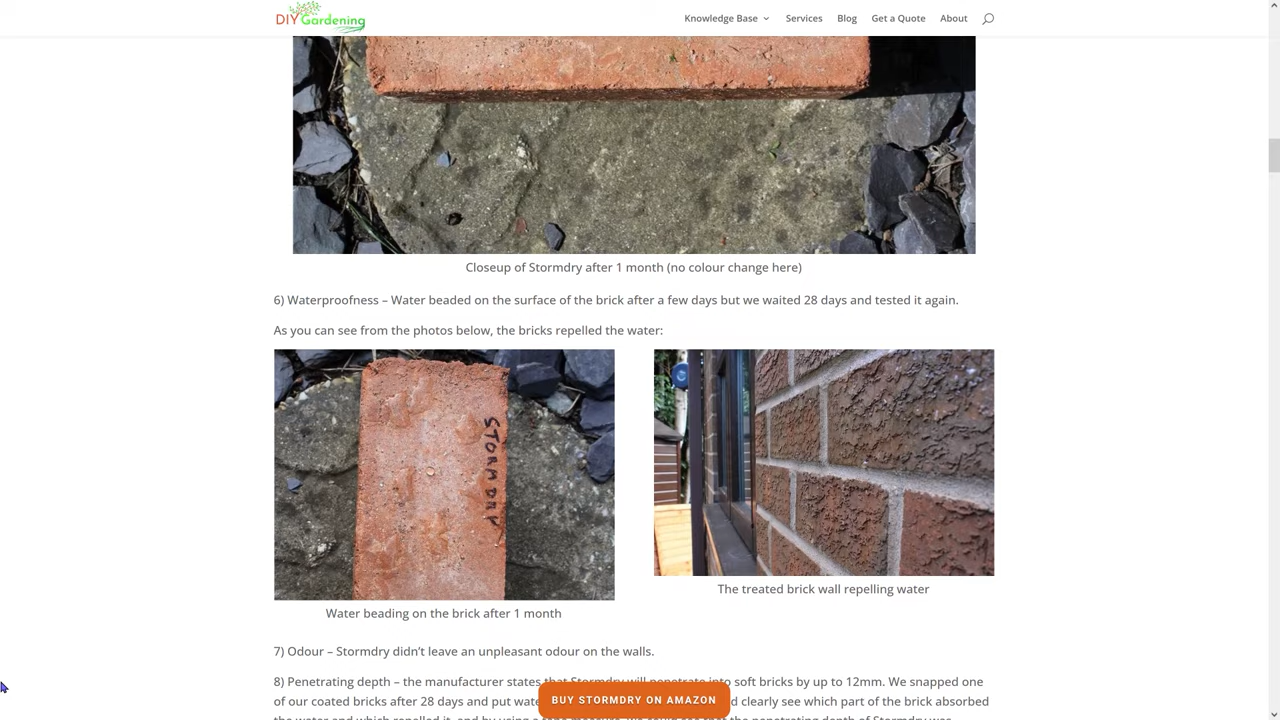 DIY Gardening
Knowledge Base
Services
Blog
Get a Quote
About
Closeup of Stormdry after 1 month (no colour change here)
6) Waterproofness – Water beaded on the surface of the brick after a few days but we waited 28 days and tested it again.
As you can see from the photos below, the bricks repelled the water:
STORMDRY
Water beading on the brick after 1 month
The treated brick wall repelling water
7) Odour – Stormdry didn't leave an unpleasant odour on the walls.
8) Penetrating depth – the manufacturer states that Stormdry will penetrate into soft bricks by up to 12mm. We snapped one
of our coated bricks after 28 days and put clearly see which part of the brick absorbed
BUY STORMDRY ON AMAZON